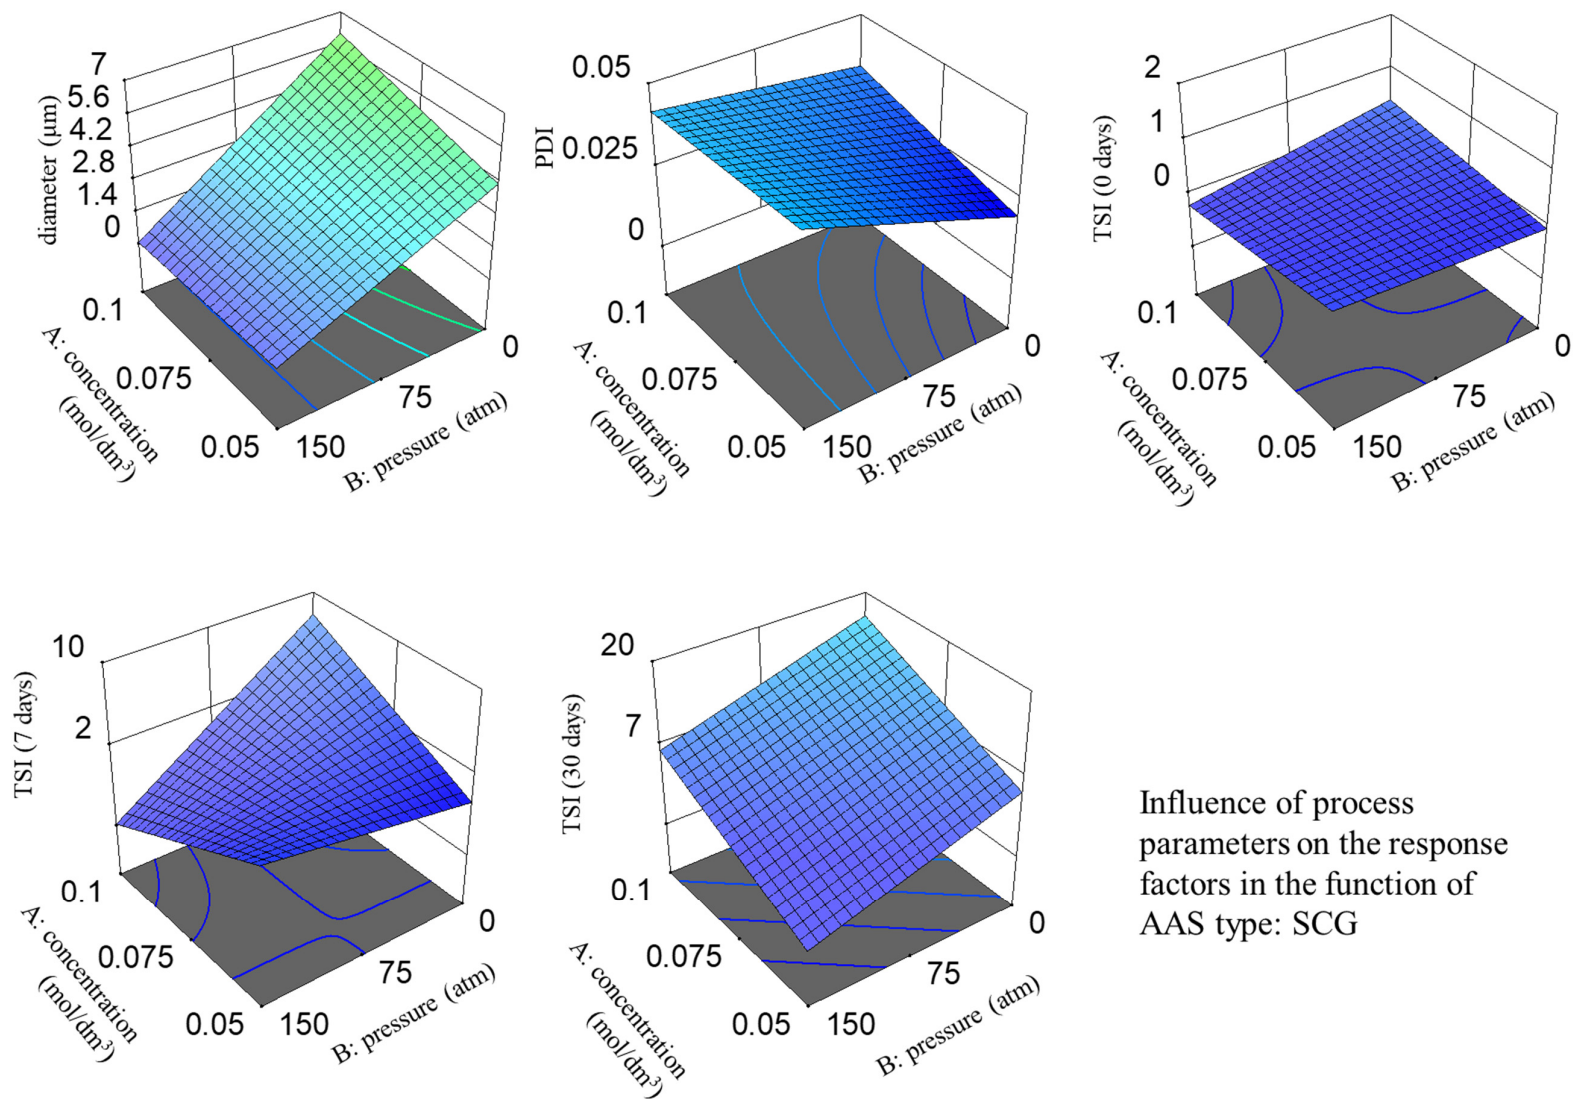 7
5.6
4.2
2.8
1.4
0
diameter (μm)
0.1
0.075
0.05
A: concentration
(mol/dm³)
150
75
0
B: pressure (atm)
0.05
0.025
0
PDI
0.1
0.075
0.05
A: concentration
(mol/dm³)
150
75
0
B: pressure (atm)
2
1
0
TSI (0 days)
0.1
0.075
0.05
A: concentration
(mol/dm³)
150
75
0
B: pressure (atm)
10
2
TSI (7 days)
0.1
0.075
0.05
A: concentration
(mol/dm³)
150
75
0
B: pressure (atm)
20
7
TSI (30 days)
0.1
0.075
0.05
A: concentration
(mol/dm³)
150
75
0
B: pressure (atm)
Influence of process
parameters on the response
factors in the function of
AAS type: SCG